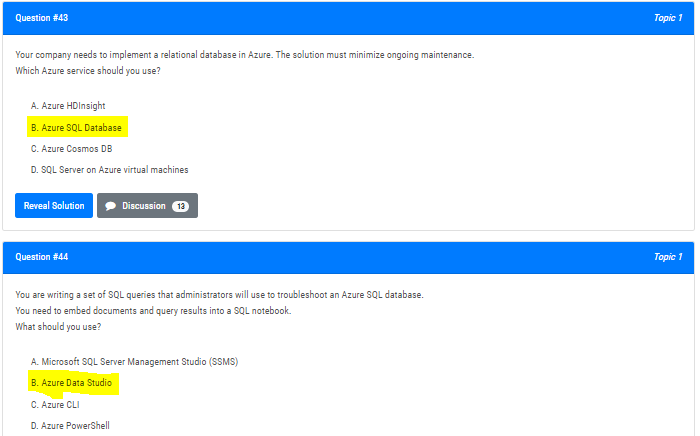 Question #43 Topic 1
Your company needs to implement a relational database in Azure. The solution must minimize ongoing maintenance.
Which Azure service should you use?
A. Azure HDInsight
B. Azure SQL Database
C. Azure Cosmos DB
D. SQL Server on Azure virtual machines
Reveal Solution Discussion 13
Question #44 Topic 1
You are writing a set of SQL queries that administrators will use to troubleshoot an Azure SQL database.
You need to embed documents and query results into a SQL notebook.
What should you use?
A. Microsoft SQL Server Management Studio (SSMS)
B. Azure Data Studio
C. Azure CLI
D. Azure PowerShell